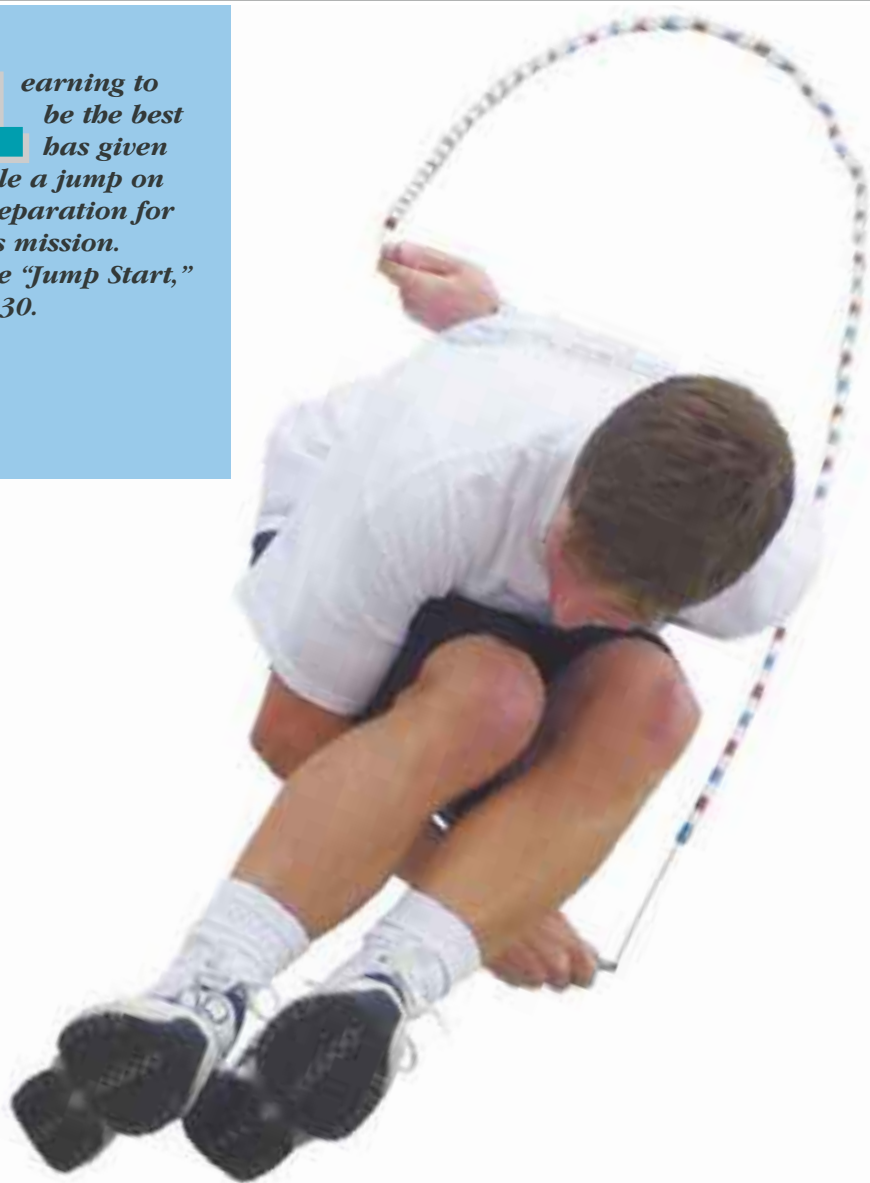 earning to
be the best
has given
le a jump on
eparation for
s mission.
e “Jump Start,”
30.